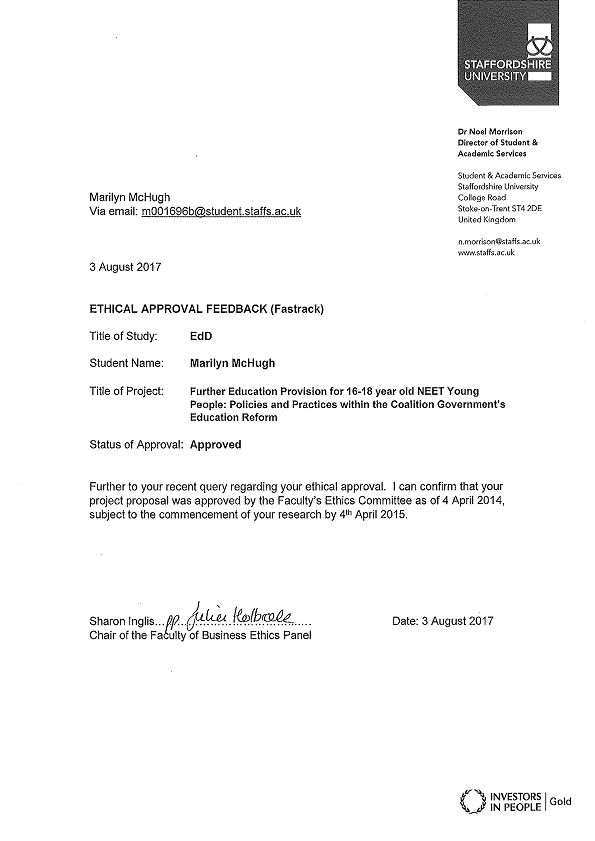 STAFFORDSHIRE
UNIVERSITY
Dr Noel Morrison
Director of Student &
Academic Services
Student & Academic Services
Staffordshire University
College Road
Stoke-on-Trent ST4 2DE
United Kingdom
n.morrison@staffs.ac.uk
www.staffs.ac.uk
Marilyn McHugh
Via email: m001696b@student.staffs.ac.uk
3 August 2017
ETHICAL APPROVAL FEEDBACK (Fastrack)
Title of Study: EdD
Student Name: Marilyn McHugh
Title of Project: Further Education Provision for 16-18 year old NEET Young
People: Policies and Practices within the Coalition Government's
Education Reform
Status of Approval: Approved
Further to your recent query regarding your ethical approval. I can confirm that your
project proposal was approved by the Faculty's Ethics Committee as of 4 April 2014,
subject to the commencement of your research by 4th April 2015.
Sharon Inglis... pp Julie
Chair of the Faculty of Business Ethics Panel
Date: 3 August 2017
INVESTORS
IN PEOPLE
Gold